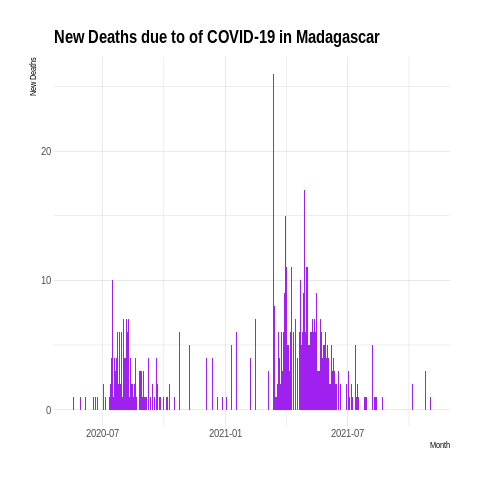 New Deaths due to of COVID-19 in Madagascar
New Deaths
20
10
0
2020-07 2021-01 2021-07
Month